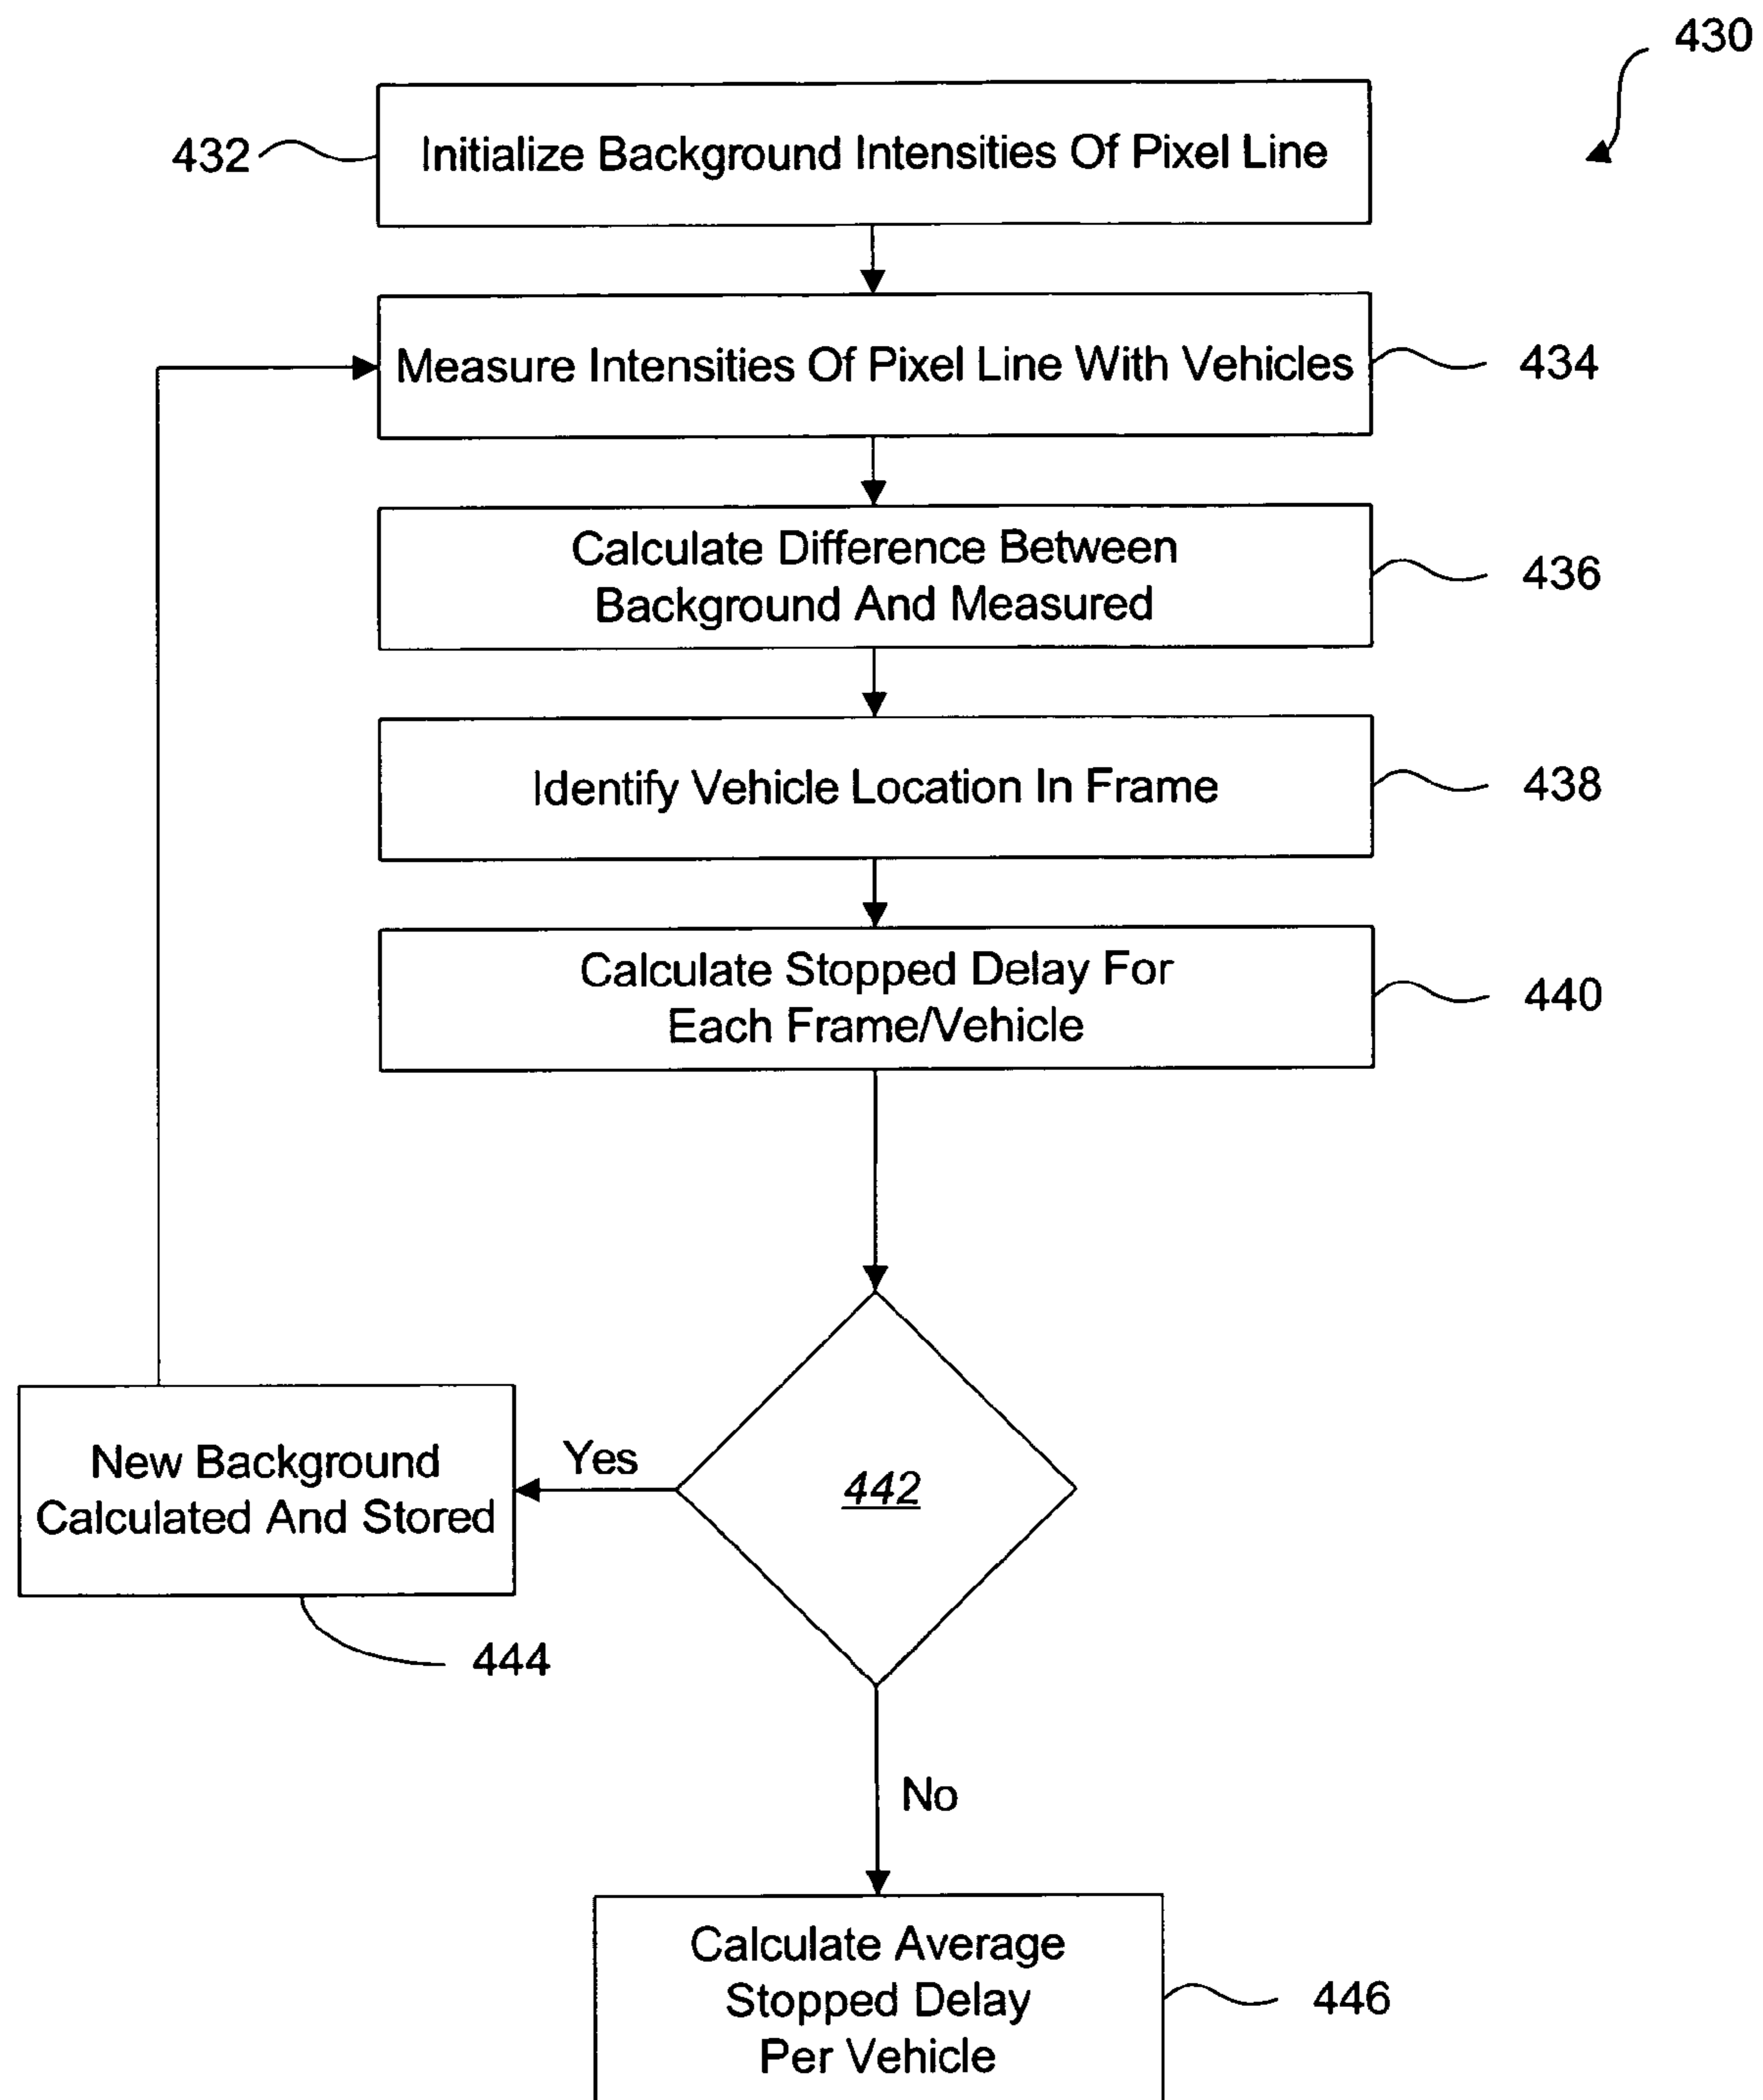 430
432
Initialize Background Intensities Of Pixel Line
Measure Intensities Of Pixel Line With Vehicles
434
Calculate Difference Between
Background And Measured
436
Identify Vehicle Location In Frame
438
Calculate Stopped Delay For
Each Frame/Vehicle
440
442
Yes
New Background
Calculated And Stored
444
No
Calculate Average
Stopped Delay
Per Vehicle
446